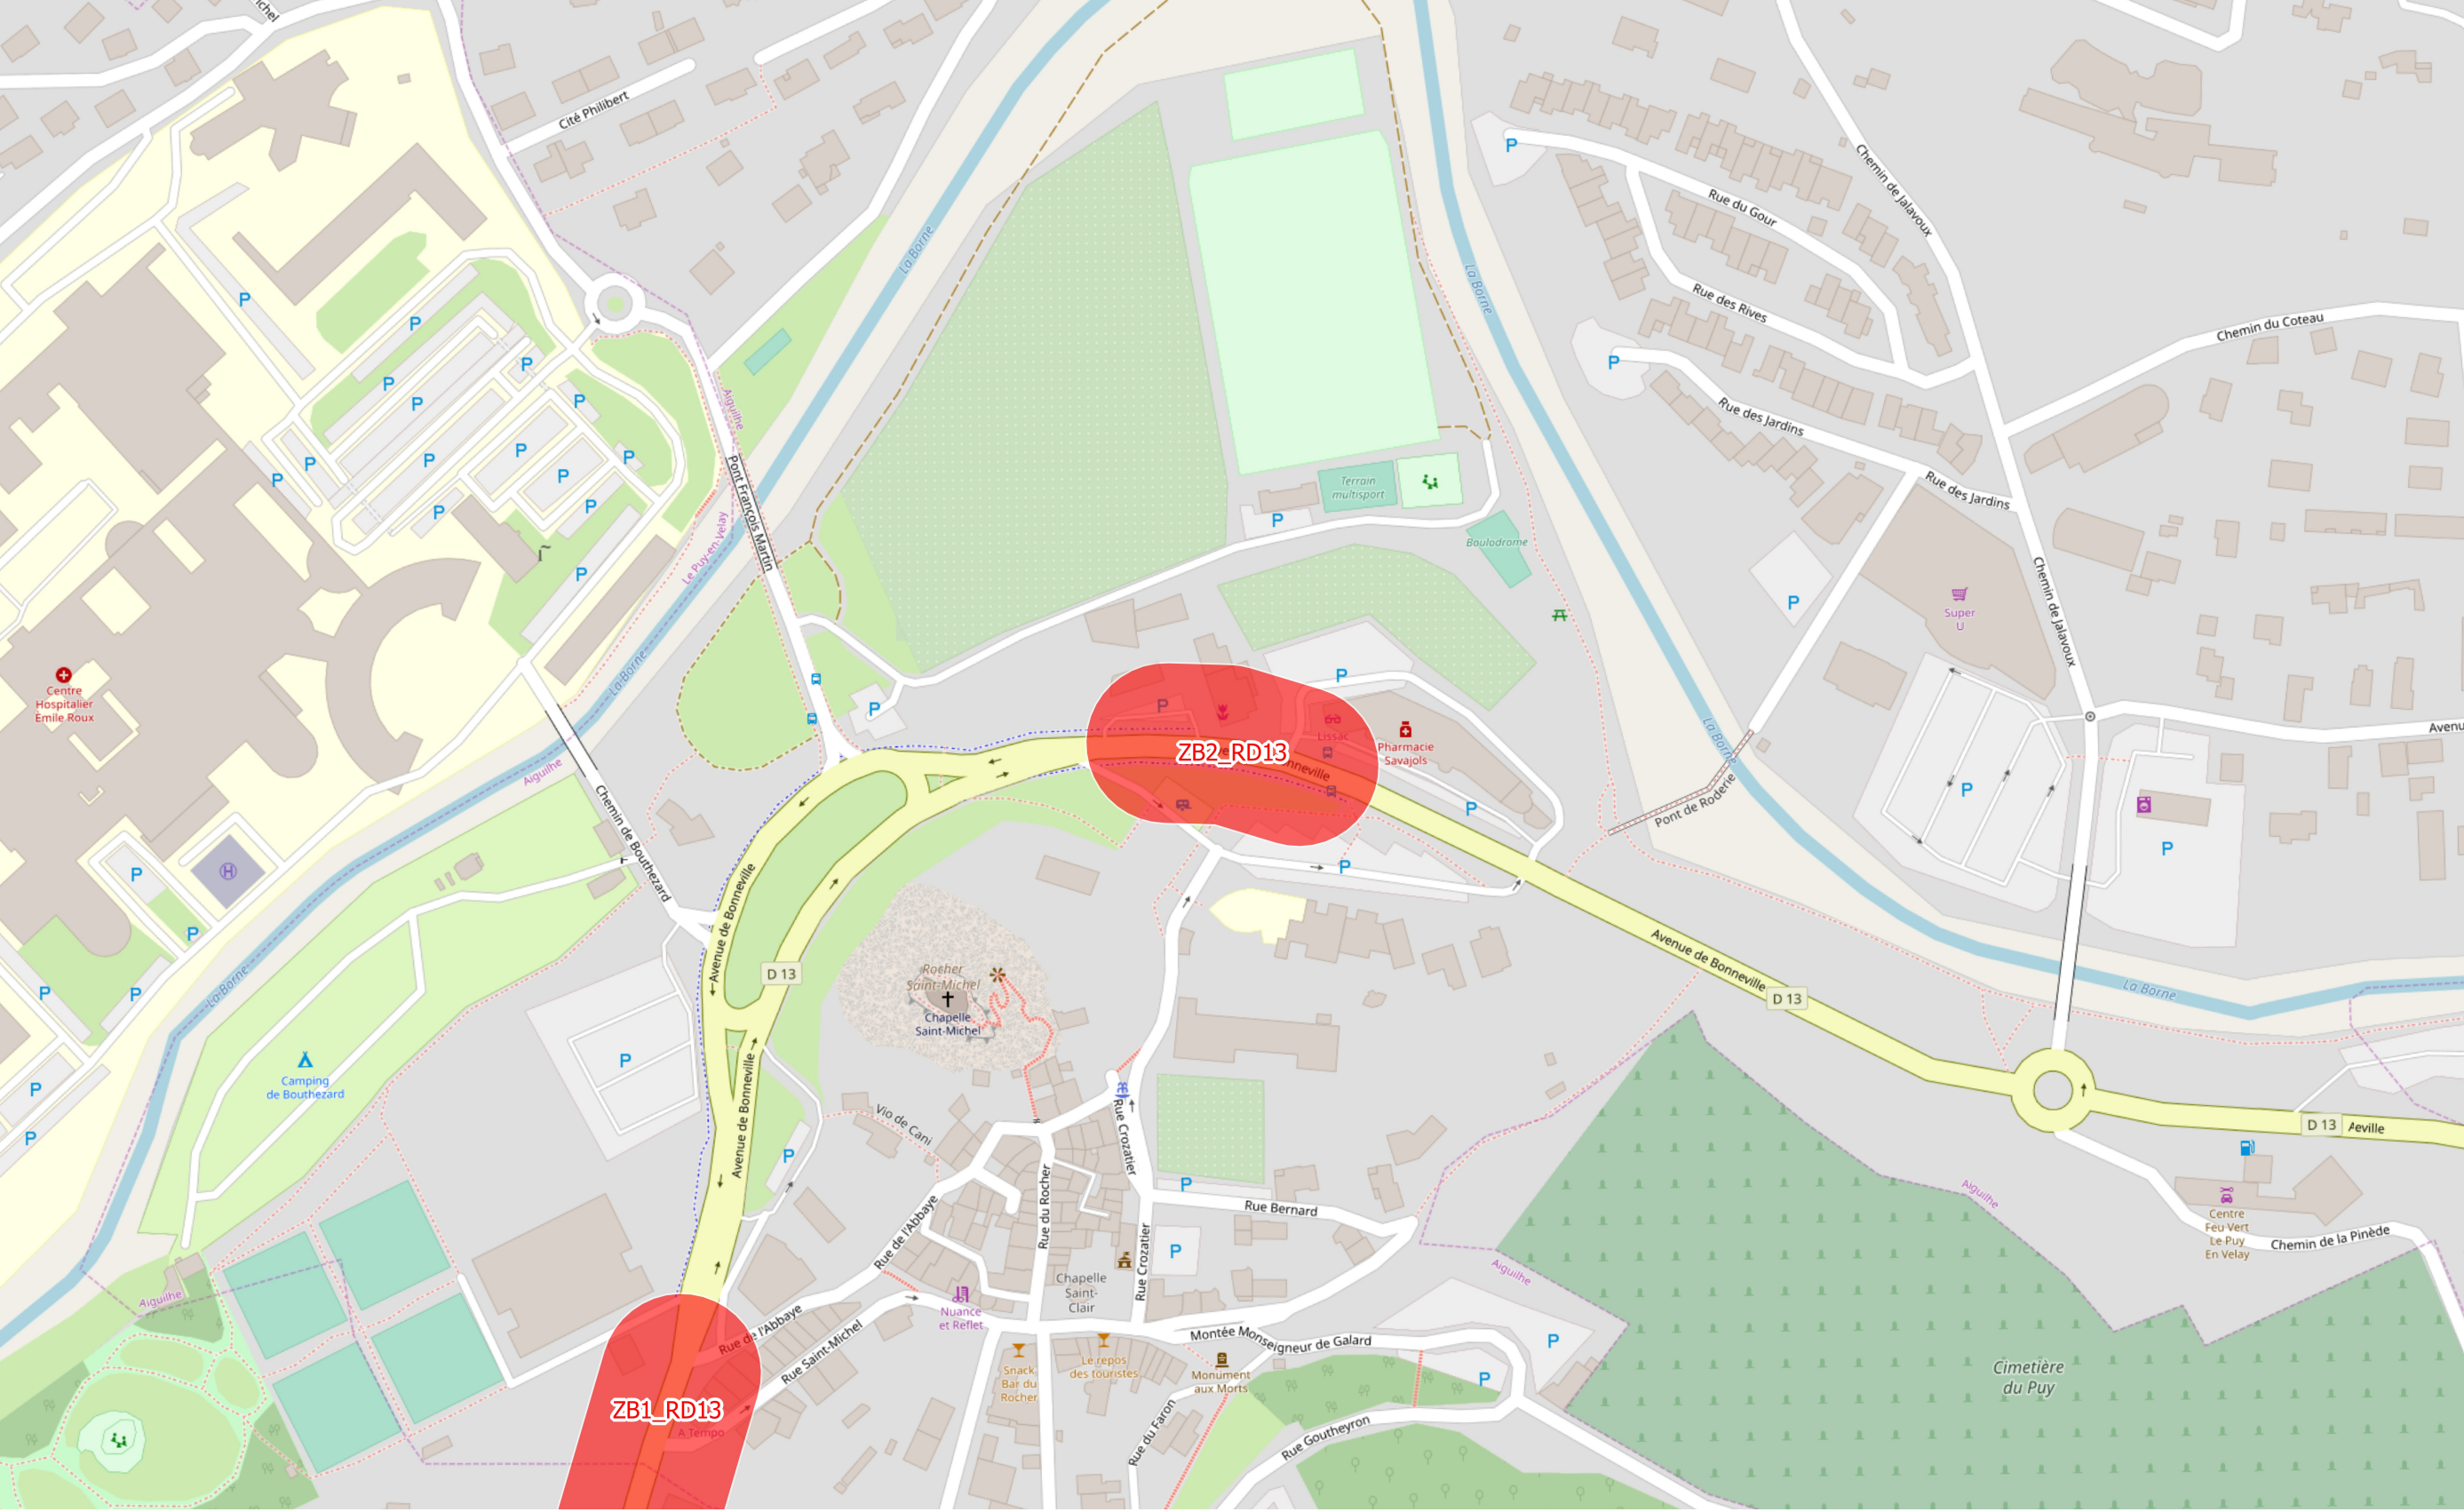 Cité Philibert
La Borne
La Borne
Rue du Gour
Chemin de Jalavoux
Rue des Rives
Chemin du Coteau
Rue des Jardins
Rue des Jardins
Aiguilhe
Pont François Martin
Le Puy-en-Velay
Terrain
multisport
Boulodrome
Chemin de Jalavoux
Super
U
Centre
Hospitalier
Emile Roux
La Borne
Aiguilhe
Lissac
Pharmacie
Savajols
ZB2_RD13
Bonneville
La Borne
Pont de Roderie
Chemin de Bouthezard
Avenue de Bonneville
D 13
La Borne
Rocher
Saint-Michel
Chapelle
Saint-Michel
Avenue de Bonneville
D 13
La Borne
Camping
de Bouthezard
Avenue de Bonneville
Vio de Cani
Rue Crozatier
D 13
Rue de l'Abbaye
Rue du Rocher
Rue Crozatier
Rue Bernard
Aiguilhe
Aiguilhe
Aiguilhe
Centre
Feu Vert
Le Puy
En Velay
Chemin de la Pinède
Chapelle
Saint-
Clair
Nuance
et Reflet
Rue de l'Abbaye
Rue Saint-Michel
Montée Monseigneur de Galard
Snack
Bar du
Rocher
Le repos
des touristes
Monument
aux Morts
Cimetière
du Puy
ZB1_RD13
A Tempo
Rue du Faron
Rue Goutheyron